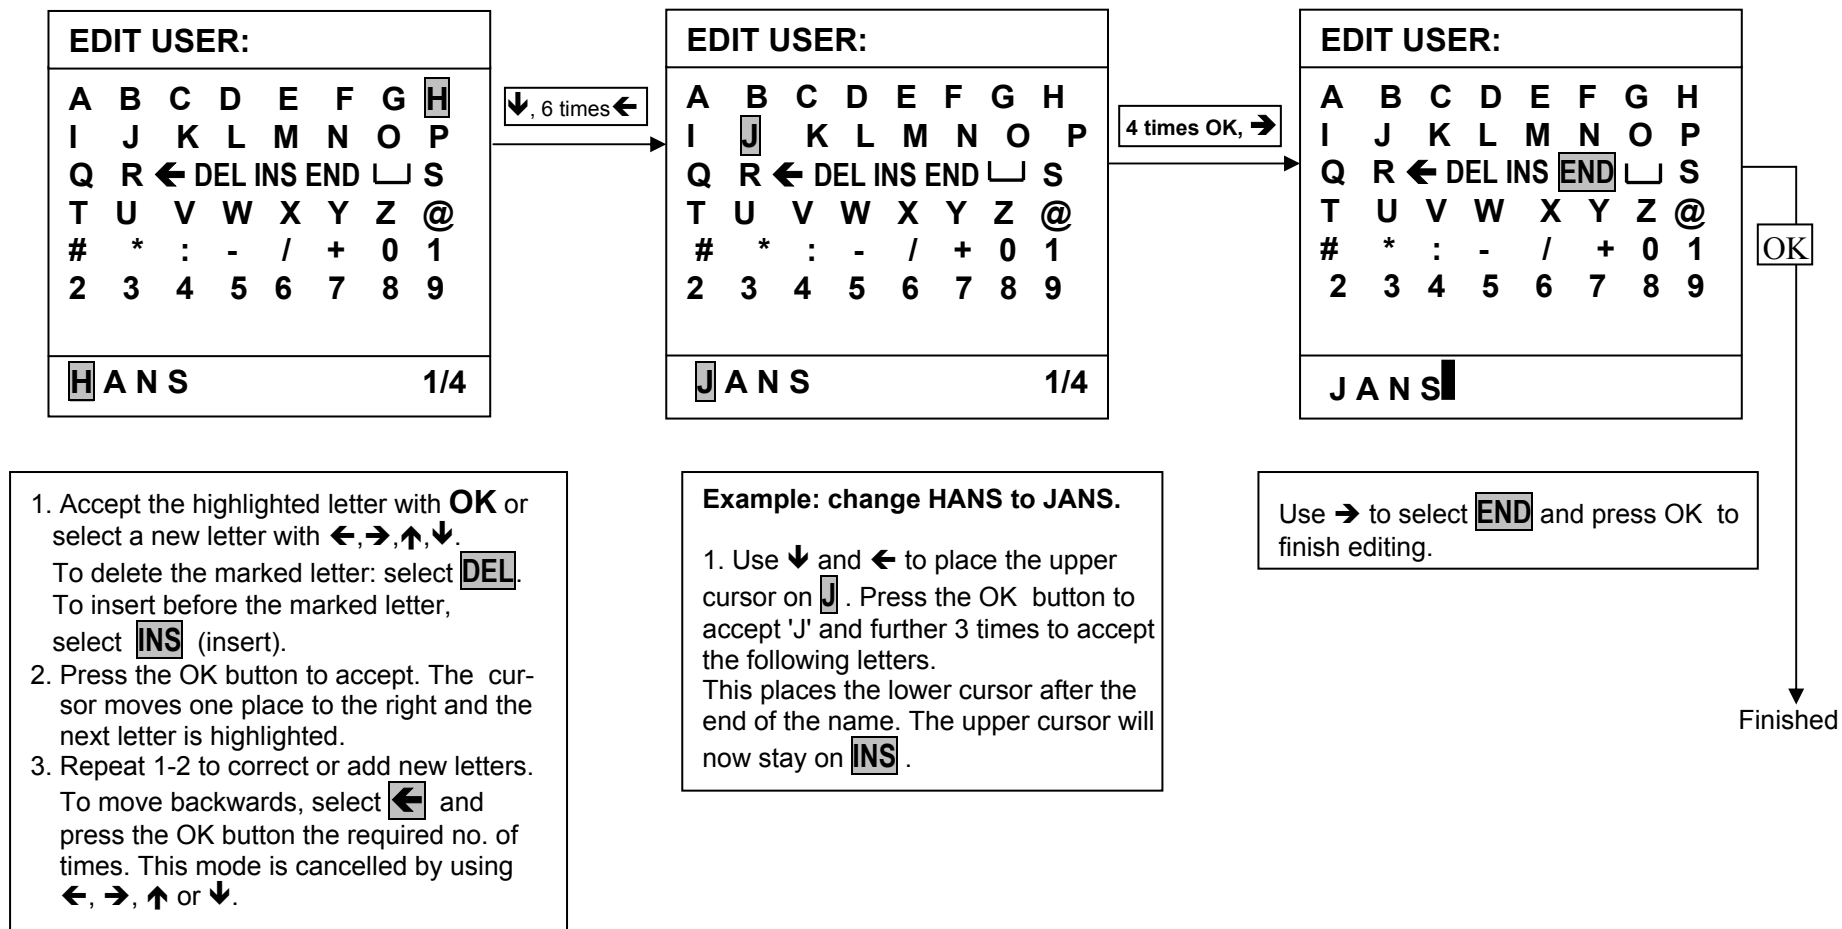 EDIT USER:
A B C D E F G H
I J K L M N O P
Q R ← DEL INS END ⎵ S
T U V W X Y Z @
# * : - / + 0 1
2 3 4 5 6 7 8 9
H A N S 1/4
↓, 6 times ←
EDIT USER:
A B C D E F G H
I J K L M N O P
Q R ← DEL INS END ⎵ S
T U V W X Y Z @
# * : - / + 0 1
2 3 4 5 6 7 8 9
J A N S 1/4
4 times OK, →
EDIT USER:
A B C D E F G H
I J K L M N O P
Q R ← DEL INS END ⎵ S
T U V W X Y Z @
# * : - / + 0 1
2 3 4 5 6 7 8 9
J A N S
OK
Finished
1. Accept the highlighted letter with OK or
select a new letter with ←,→,↑,↓.
To delete the marked letter: select DEL.
To insert before the marked letter,
select INS (insert).
2. Press the OK button to accept. The cur-
sor moves one place to the right and the
next letter is highlighted.
3. Repeat 1-2 to correct or add new letters.
To move backwards, select ← and
press the OK button the required no. of
times. This mode is cancelled by using
←, →, ↑ or ↓.
Example: change HANS to JANS.
1. Use ↓ and ← to place the upper
cursor on J . Press the OK button to
accept 'J' and further 3 times to accept
the following letters.
This places the lower cursor after the
end of the name. The upper cursor will
now stay on INS .
Use → to select END and press OK to
finish editing.